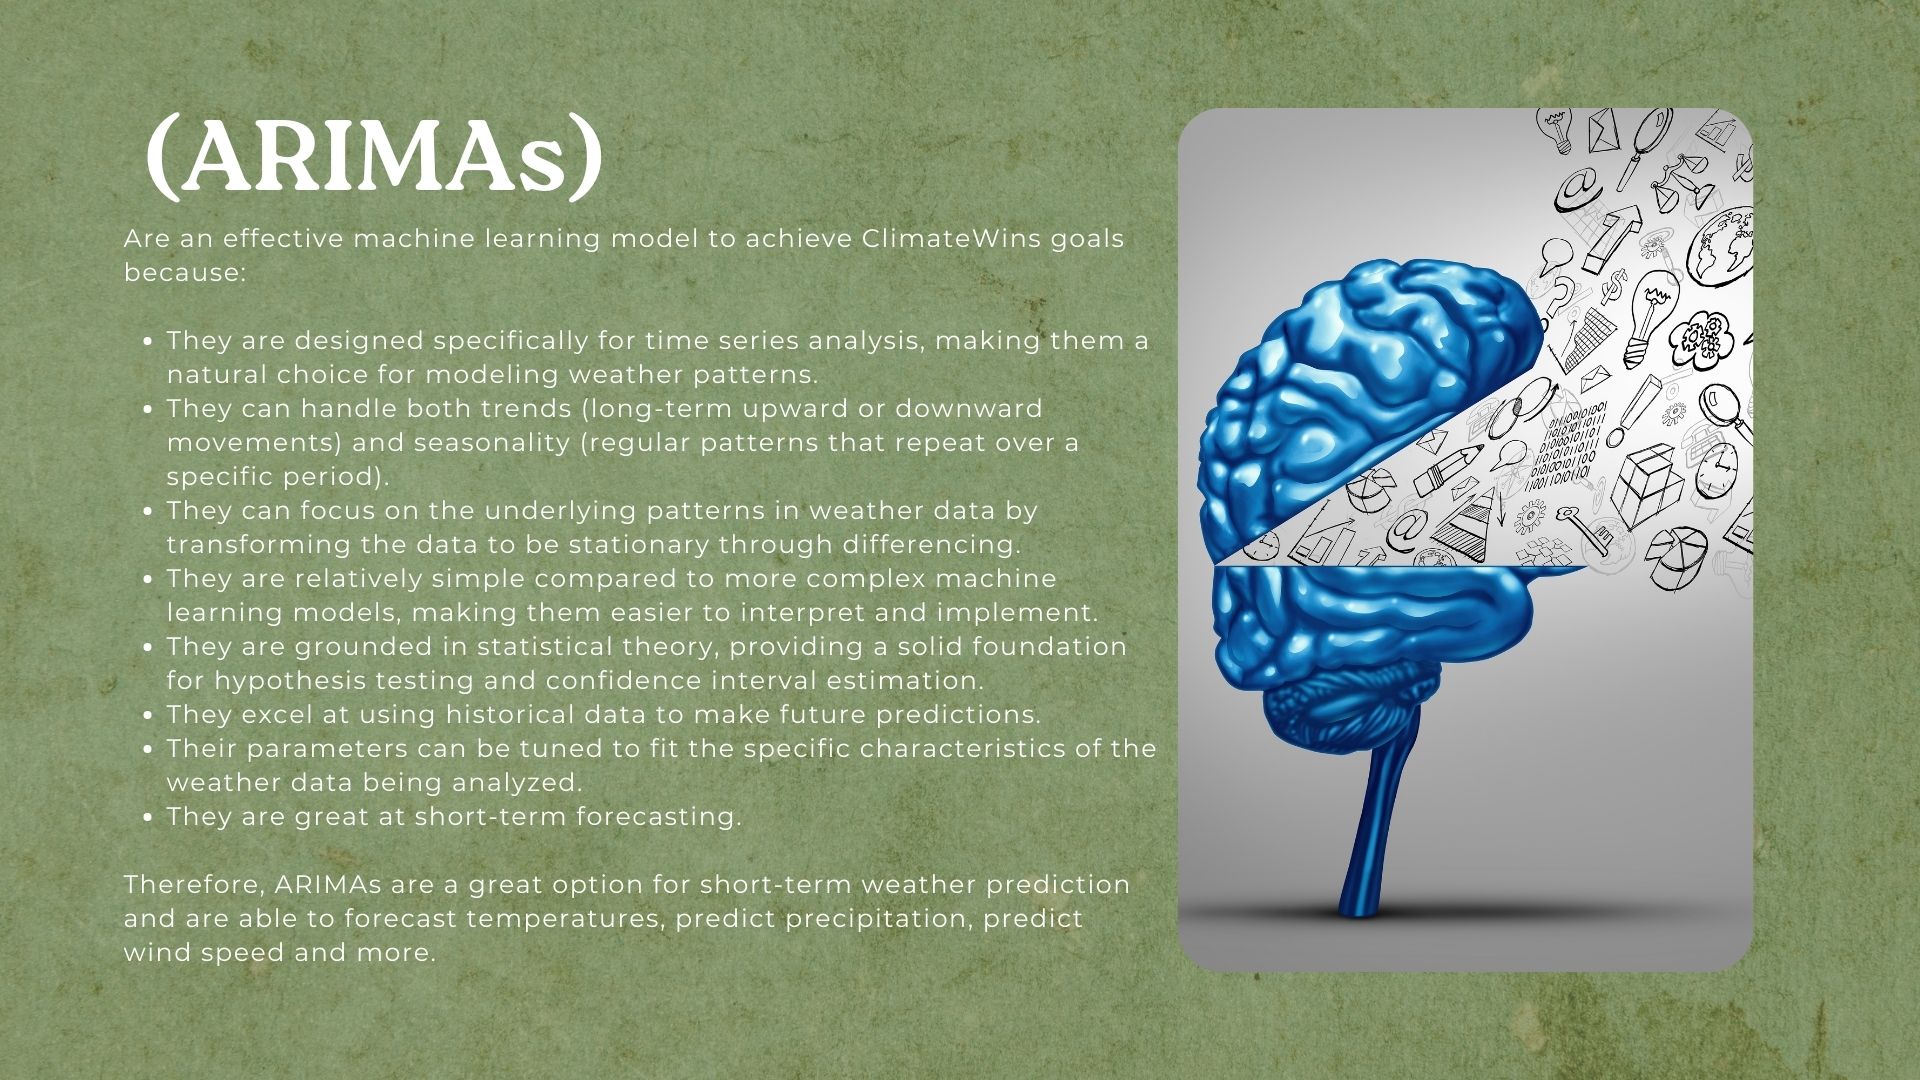 (ARIMAs)
Are an effective machine learning model to achieve ClimateWins goals
because:
• They are designed specifically for time series analysis, making them a
natural choice for modeling weather patterns.
• They can handle both trends (long-term upward or downward
movements) and seasonality (regular patterns that repeat over a
specific period).
• They can focus on the underlying patterns in weather data by
transforming the data to be stationary through differencing.
• They are relatively simple compared to more complex machine
learning models, making them easier to interpret and implement.
• They are grounded in statistical theory, providing a solid foundation
for hypothesis testing and confidence interval estimation.
• They excel at using historical data to make future predictions.
• Their parameters can be tuned to fit the specific characteristics of the
weather data being analyzed.
• They are great at short-term forecasting.
Therefore, ARIMAs are a great option for short-term weather prediction
and are able to forecast temperatures, predict precipitation, predict
wind speed and more.